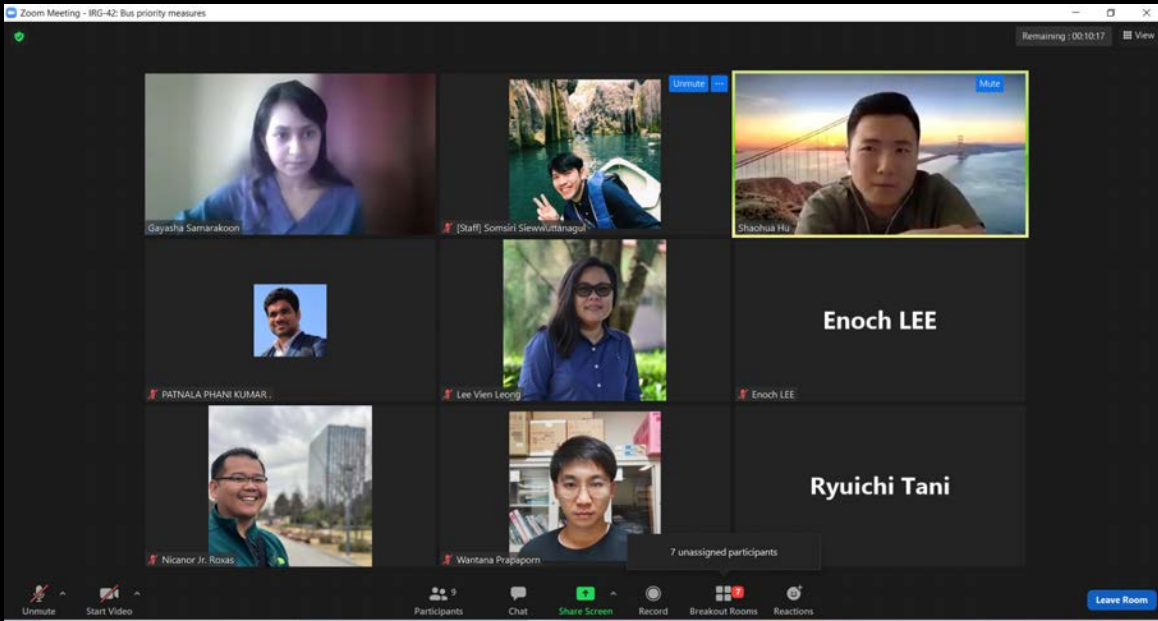 Zoom Meeting - IRG-42: Bus priority measures
Remaining : 00:10:17
View
Unmute
Mute
Gayasha Samarakoon
[Staff] Somsiri Siewwuttanagul
Shaohua Hu
Enoch LEE
PATNALA PHANI KUMAR .
Lee Vien Leong
Enoch LEE
Ryuichi Tani
Nicanor Jr. Roxas
Wantana Prapaporn
7 unassigned participants
9
7
Unmute
Start Video
Participants
Chat
Share Screen
Record
Breakout Rooms
Reactions
Leave Room